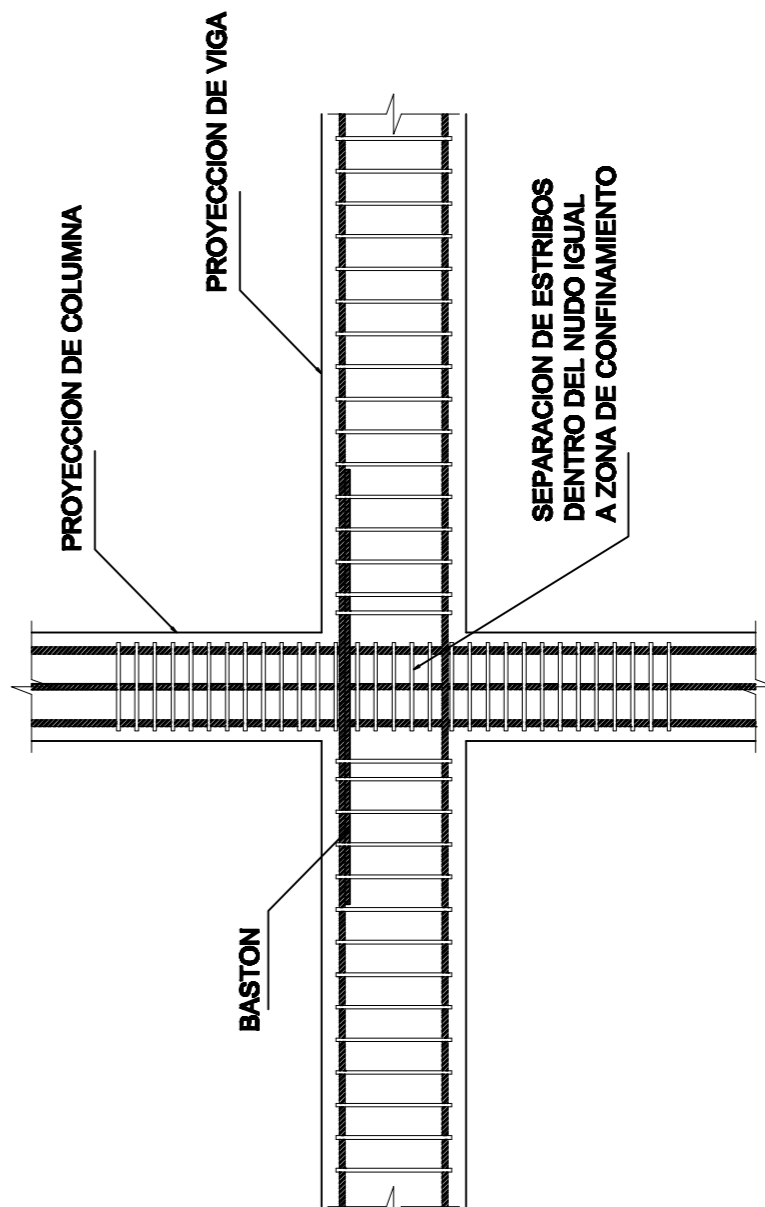 PROYECCION DE COLUMNA
PROYECCION DE VIGA
BASTON
SEPARACION DE ESTRIBOS
DENTRO DEL NUDO IGUAL
A ZONA DE CONFINAMIENTO